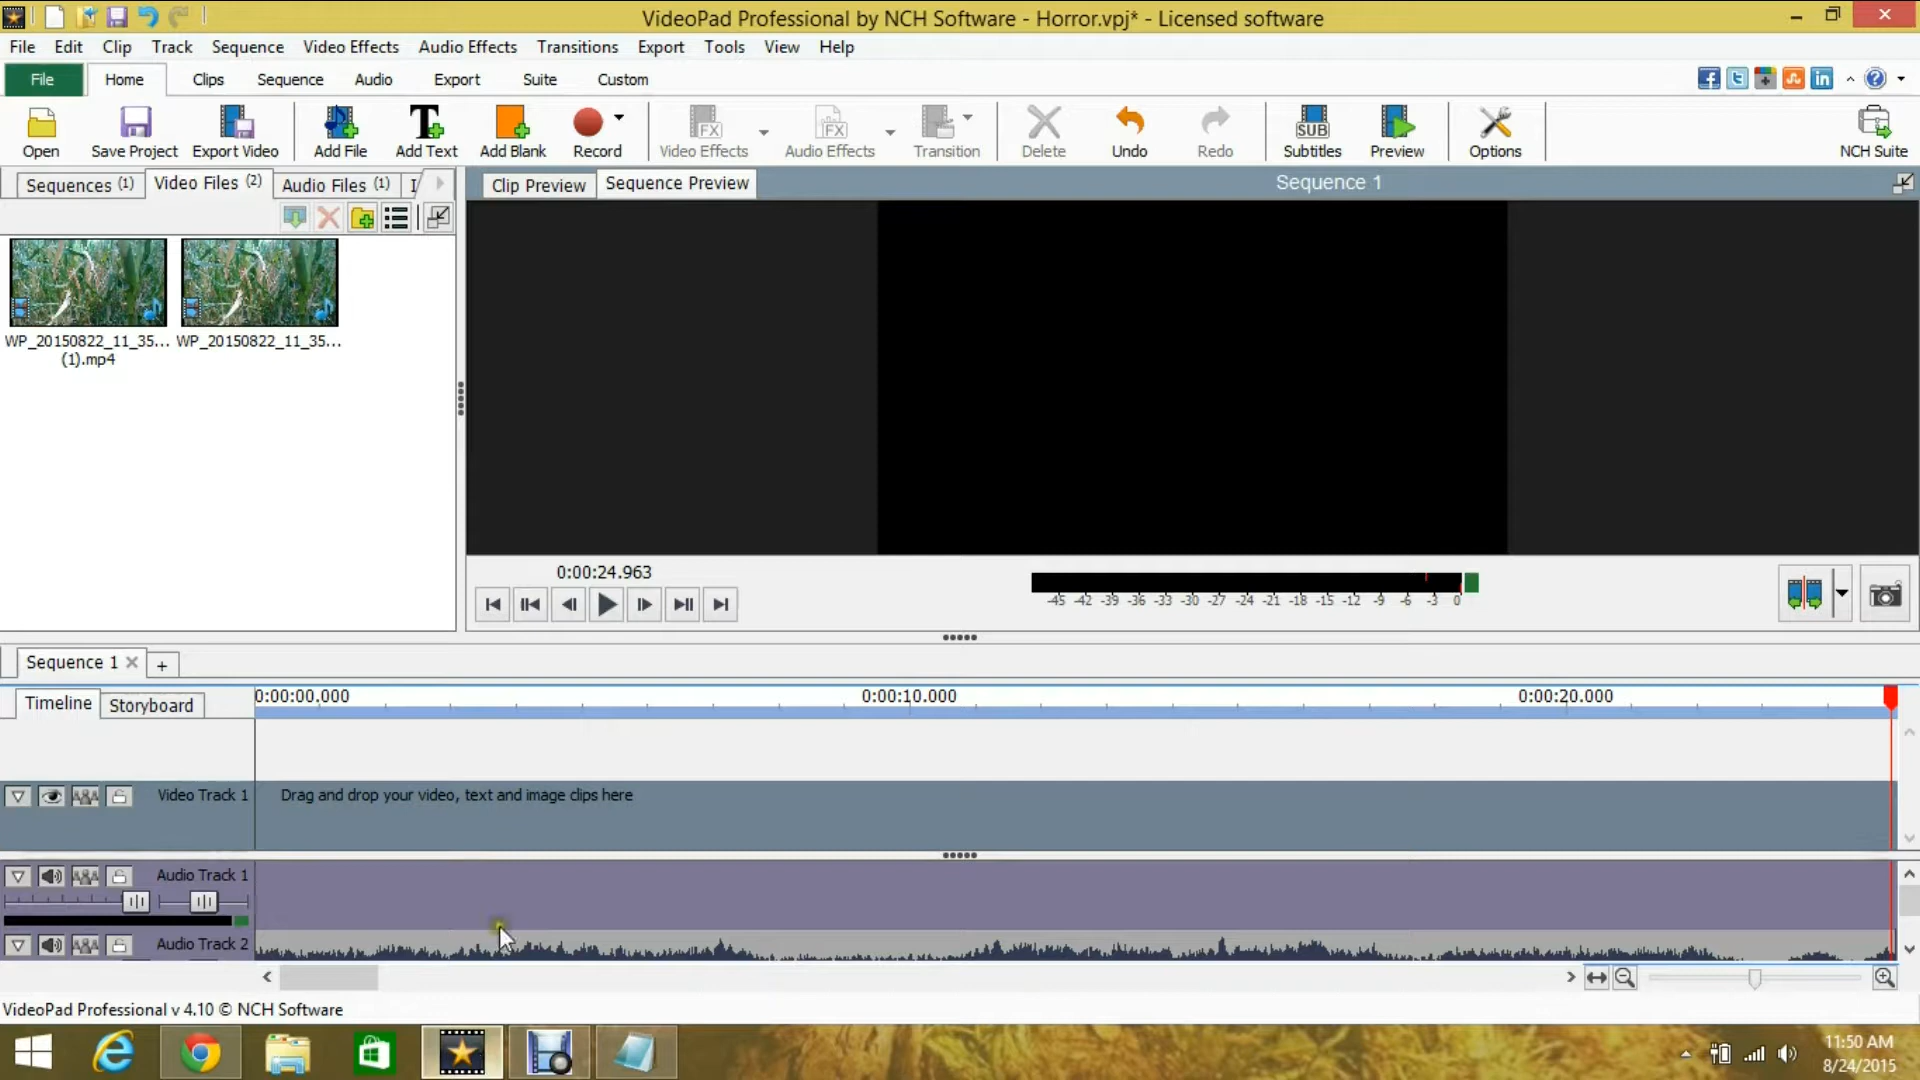 VideoPad Professional by NCH Software - Horror.vpj* - Licensed software
File Edit Clip Track Sequence Video Effects Audio Effects Transitions Export Tools View Help
File Home Clips Sequence Audio Export Suite Custom
Open Save Project Export Video Add File Add Text Add Blank Record Video Effects Audio Effects Transition Delete Undo Redo Subtitles Preview Options NCH Suite
Sequences (1) Video Files (2) Audio Files (1) Clip Preview Sequence Preview Sequence 1
WP_20150822_11_35... WP_20150822_11_35...
(1).mp4
0:00:24.963
-45 -42 -39 -36 -33 -30 -27 -24 -21 -18 -15 -12 -9 -6 -3 0
Sequence 1
Timeline Storyboard 0:00:00.000 0:00:10.000 0:00:20.000
Video Track 1 Drag and drop your video, text and image clips here
Audio Track 1
Audio Track 2
VideoPad Professional v 4.10 © NCH Software
11:50 AM
8/24/2015